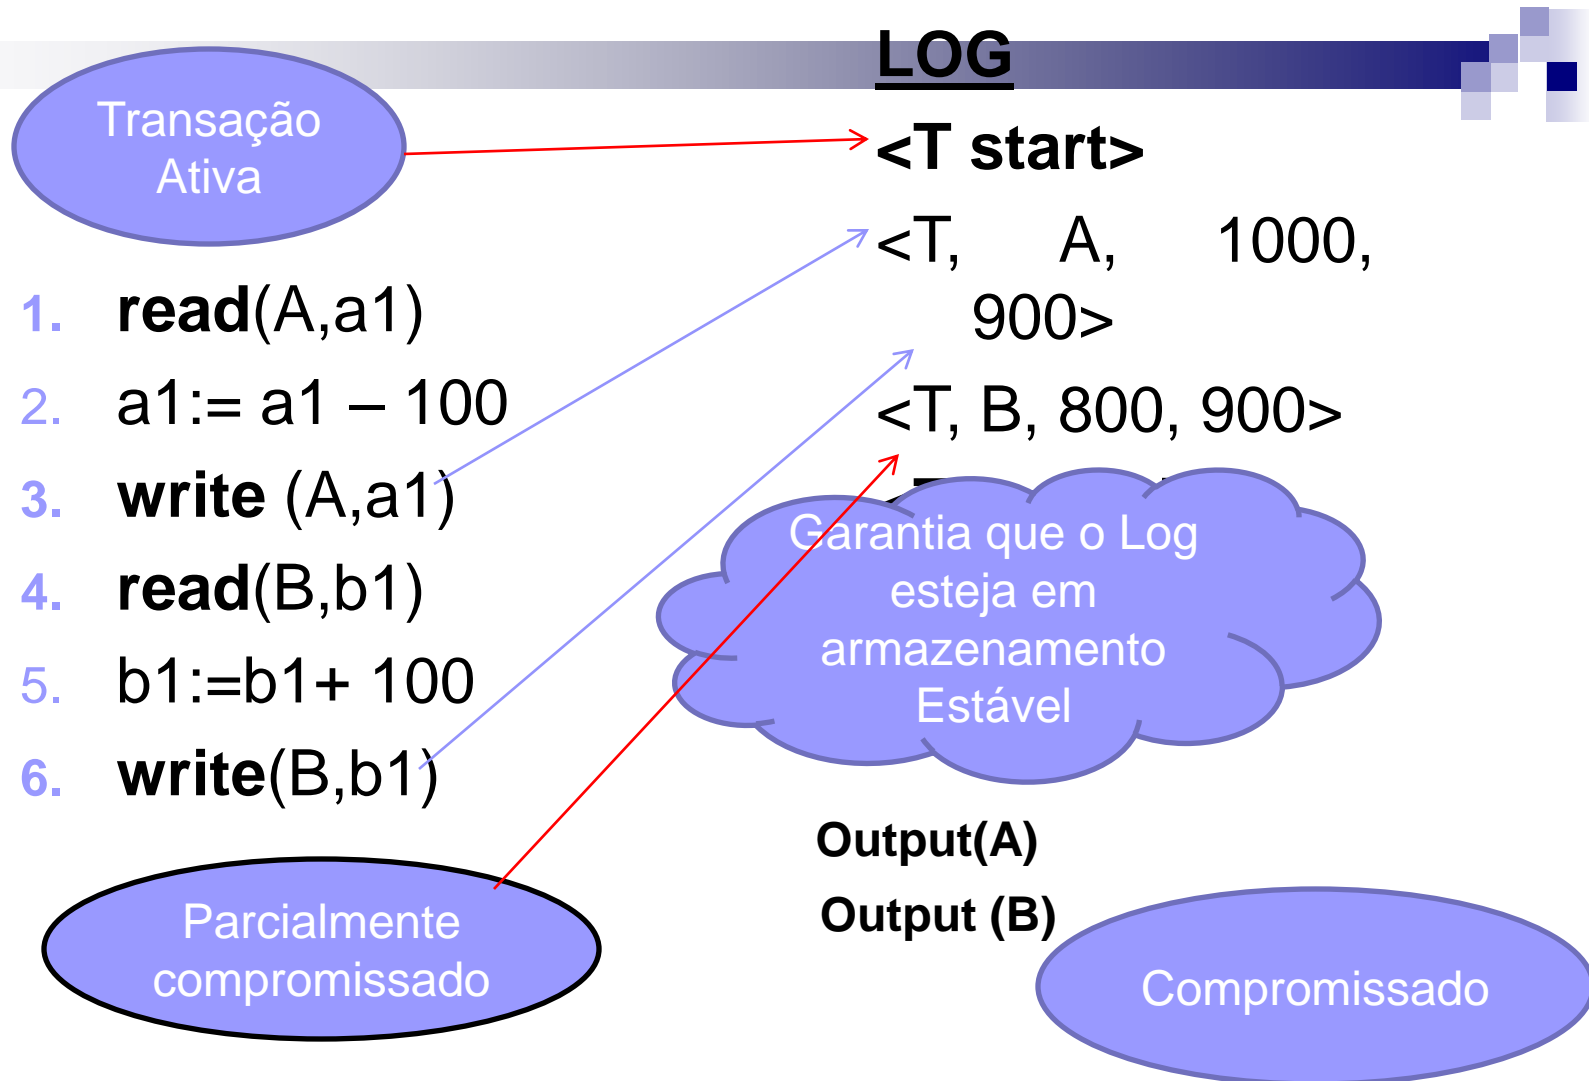 LOG
Transação
Ativa
<T start>
<T, A, 1000,
900>
1. read(A,a1)
2. a1:= a1 – 100
<T, B, 800, 900>
3. write (A,a1)
4. read(B,b1)
5. b1:=b1+ 100
6. write(B,b1)
Garantia que o Log
esteja em
armazenamento
Estável
Output(A)
Output (B)
Parcialmente
compromissado
Compromissado